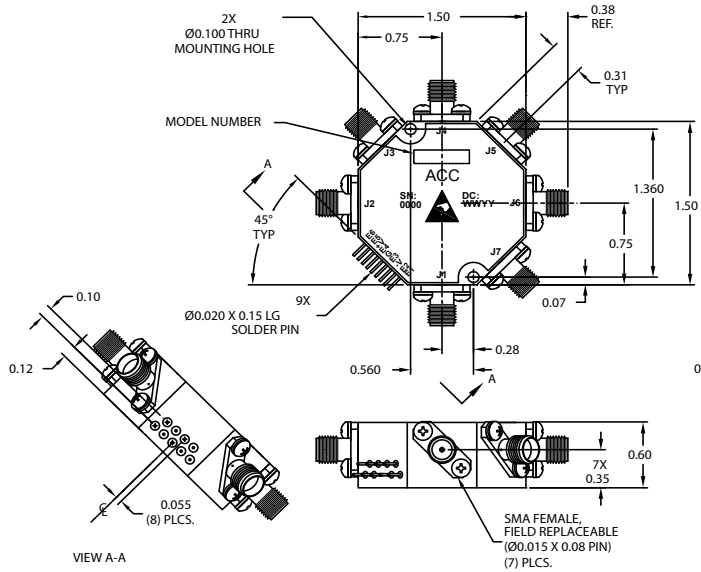 2X
Ø0.100 THRU
MOUNTING HOLE
1.50
0.75
0.38
REF.
0.31
TYP
MODEL NUMBER
J4
J3
J5
ACC
A
J2
SN:
0000
DC:
WWYY
J6
1.360
1.50
45°
TYP
0.75
J7
J1
9X
Ø0.020 X 0.15 LG
SOLDER PIN
0.07
0.10
0.28
0.560
A
0.12
0
0.60
7X
0.35
0.055
(8) PLCS.
SMA FEMALE,
FIELD REPLACEABLE
(Ø0.015 X 0.08 PIN)
(7) PLCS.
VIEW A-A